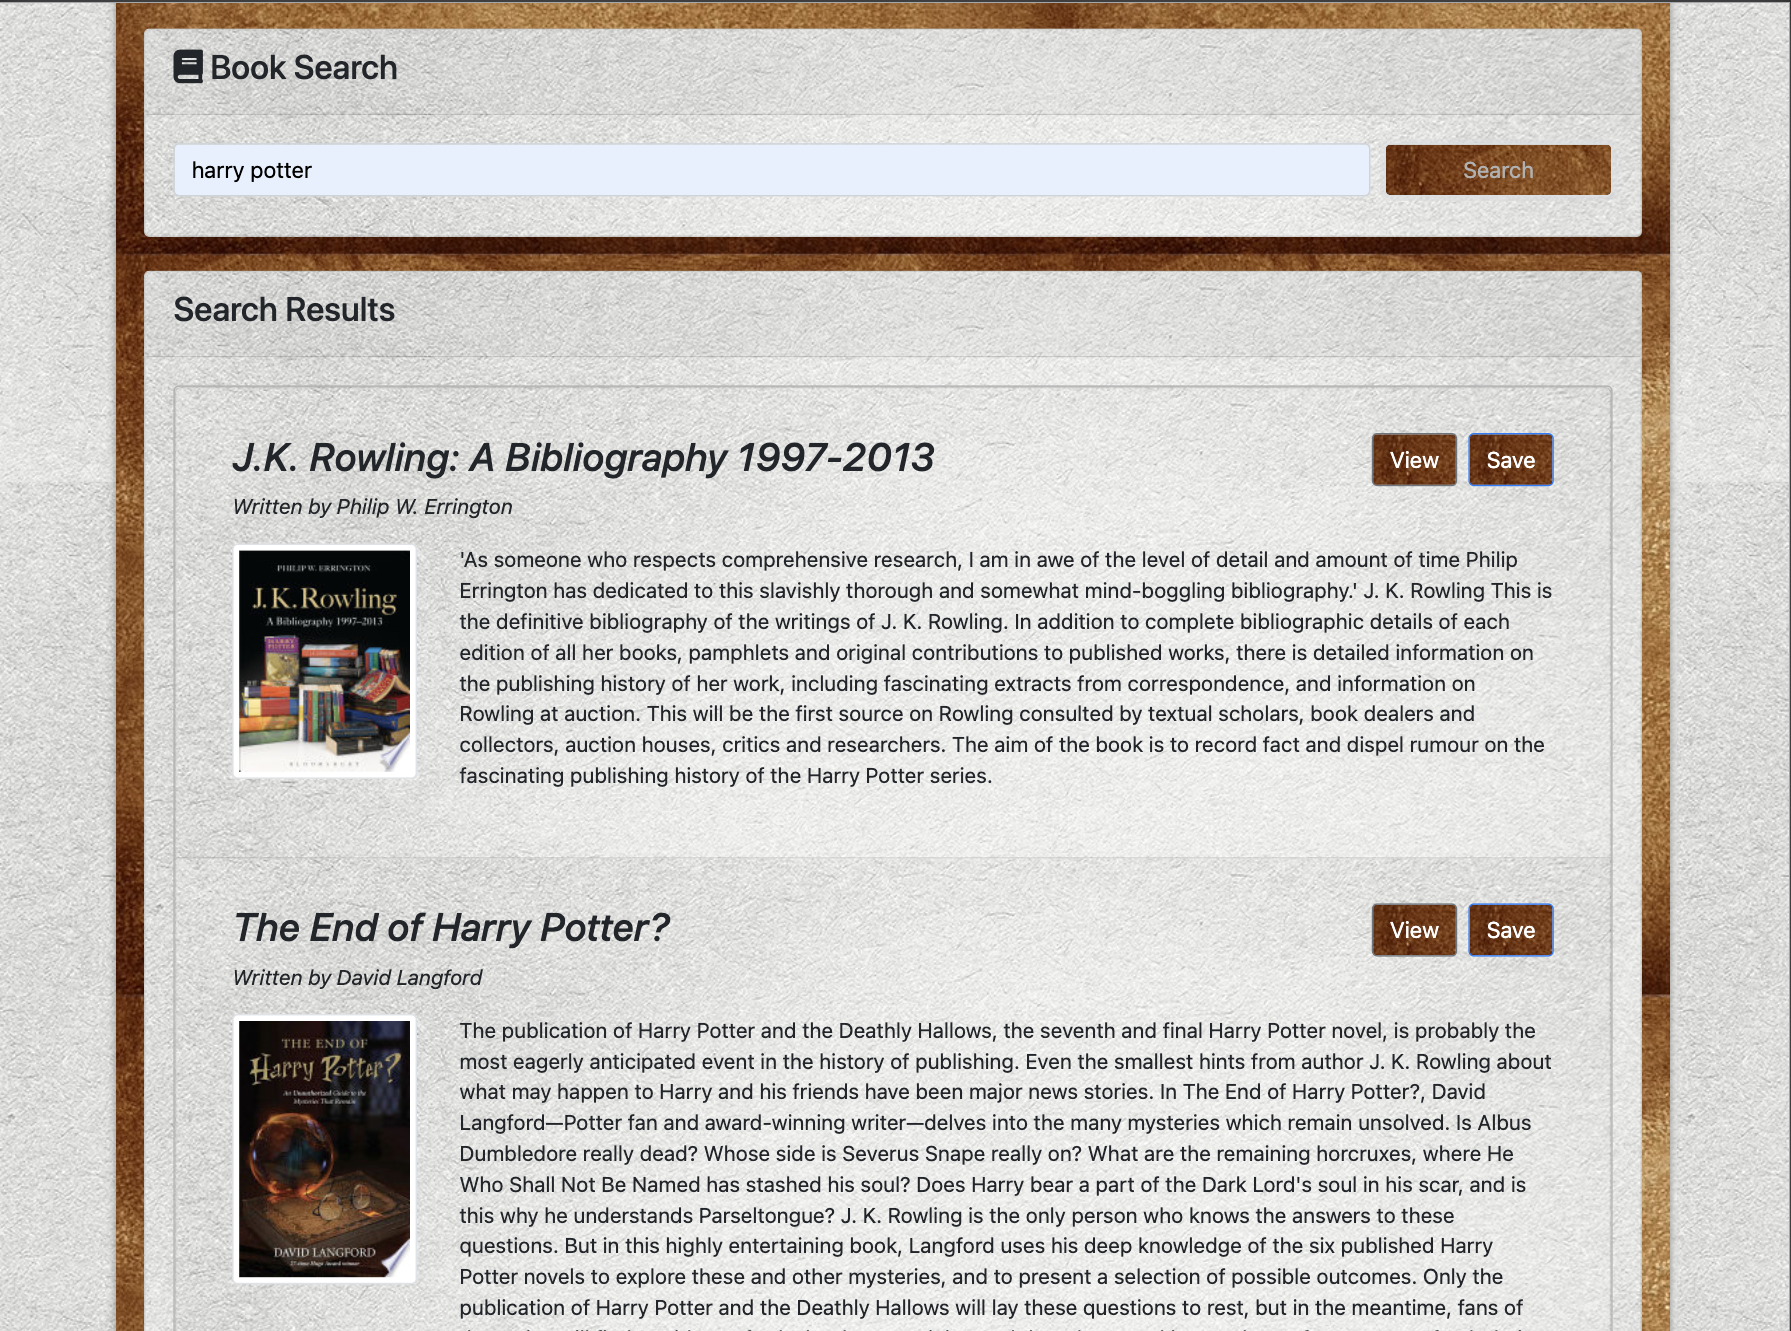 Book Search
harry potter
Search
Search Results
J.K. Rowling: A Bibliography 1997-2013
View
Save
Written by Philip W. Errington
PHILIP W. ERRINGTON
J.K.Rowling
A Bibliography 1997–2013
HARRY POTTER
BLOOMSBURY
'As someone who respects comprehensive research, I am in awe of the level of detail and amount of time Philip
Errington has dedicated to this slavishly thorough and somewhat mind-boggling bibliography.' J. K. Rowling This is
the definitive bibliography of the writings of J. K. Rowling. In addition to complete bibliographic details of each
edition of all her books, pamphlets and original contributions to published works, there is detailed information on
the publishing history of her work, including fascinating extracts from correspondence, and information on
Rowling at auction. This will be the first source on Rowling consulted by textual scholars, book dealers and
collectors, auction houses, critics and researchers. The aim of the book is to record fact and dispel rumour on the
fascinating publishing history of the Harry Potter series.
The End of Harry Potter?
View
Save
Written by David Langford
THE END OF
Harry Potter?
An Unauthorized Guide to the
Mysteries That Remain
DAVID LANGFORD
The publication of Harry Potter and the Deathly Hallows, the seventh and final Harry Potter novel, is probably the
most eagerly anticipated event in the history of publishing. Even the smallest hints from author J. K. Rowling about
what may happen to Harry and his friends have been major news stories. In The End of Harry Potter?, David
Langford—Potter fan and award-winning writer—delves into the many mysteries which remain unsolved. Is Albus
Dumbledore really dead? Whose side is Severus Snape really on? What are the remaining horcruxes, where He
Who Shall Not Be Named has stashed his soul? Does Harry bear a part of the Dark Lord's soul in his scar, and is
this why he understands Parseltongue? J. K. Rowling is the only person who knows the answers to these
questions. But in this highly entertaining book, Langford uses his deep knowledge of the six published Harry
Potter novels to explore these and other mysteries, and to present a selection of possible outcomes. Only the
publication of Harry Potter and the Deathly Hallows will lay these questions to rest, but in the meantime, fans of